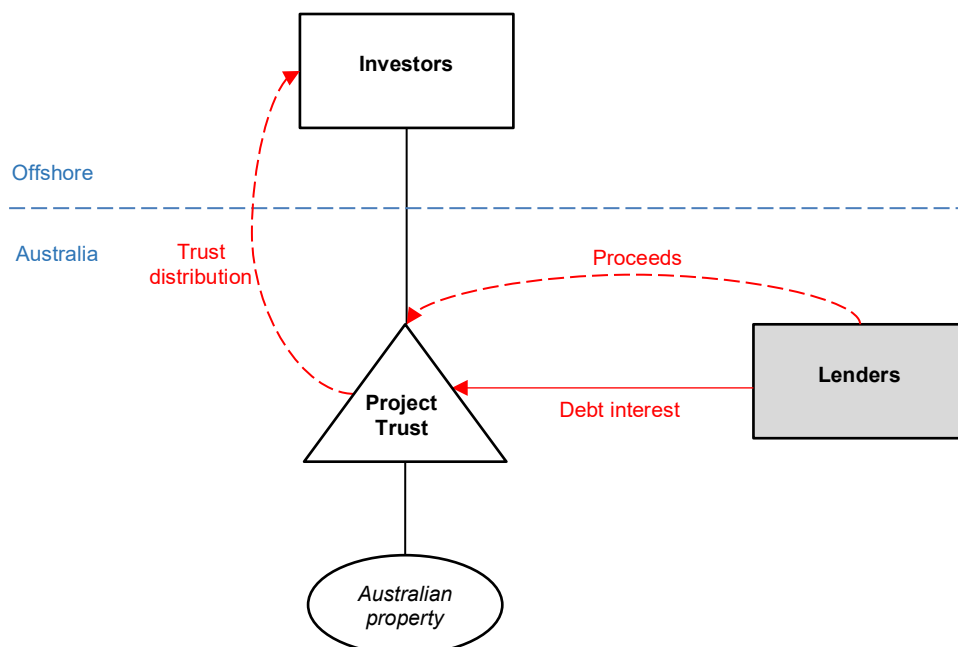 Investors
Offshore
Australia
Trust
distribution
Proceeds
Lenders
Debt interest
Project
Trust
Australian
property